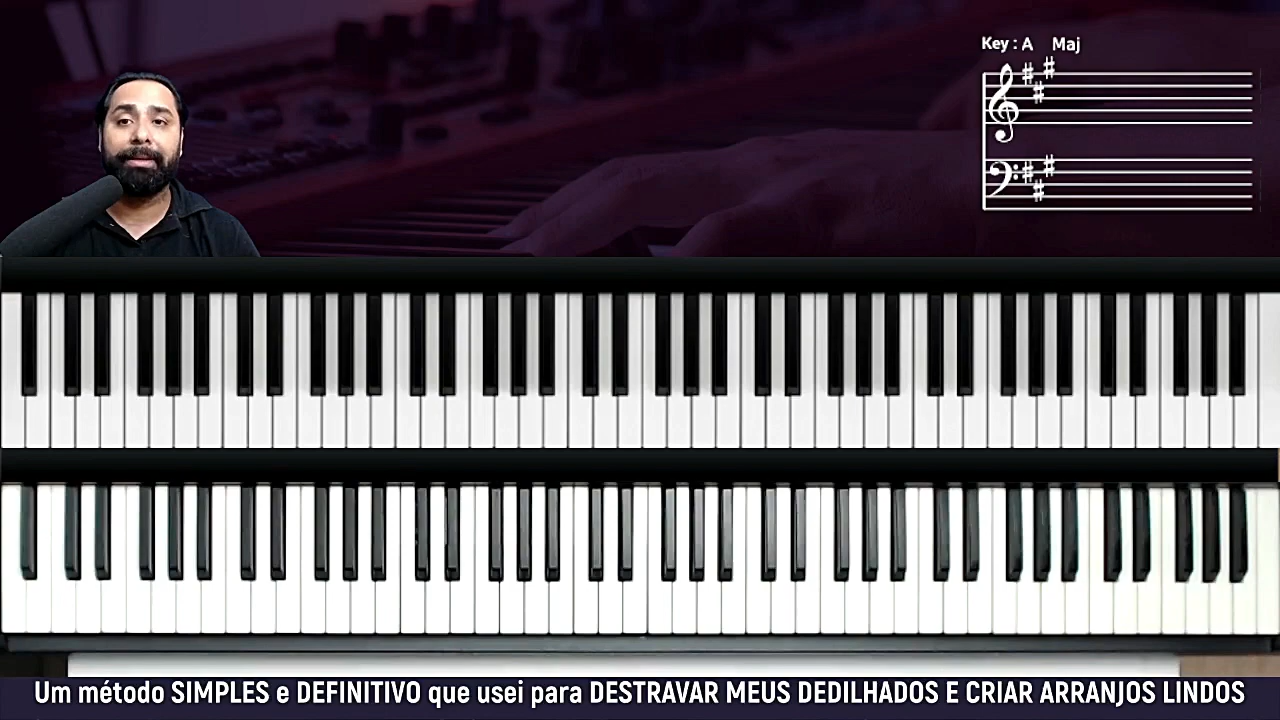 Key : A Maj
Um método SIMPLES e DEFINITIVO que usei para DESTRAVAR MEUS DEDILHADOS E CRIAR ARRANJOS LINDOS